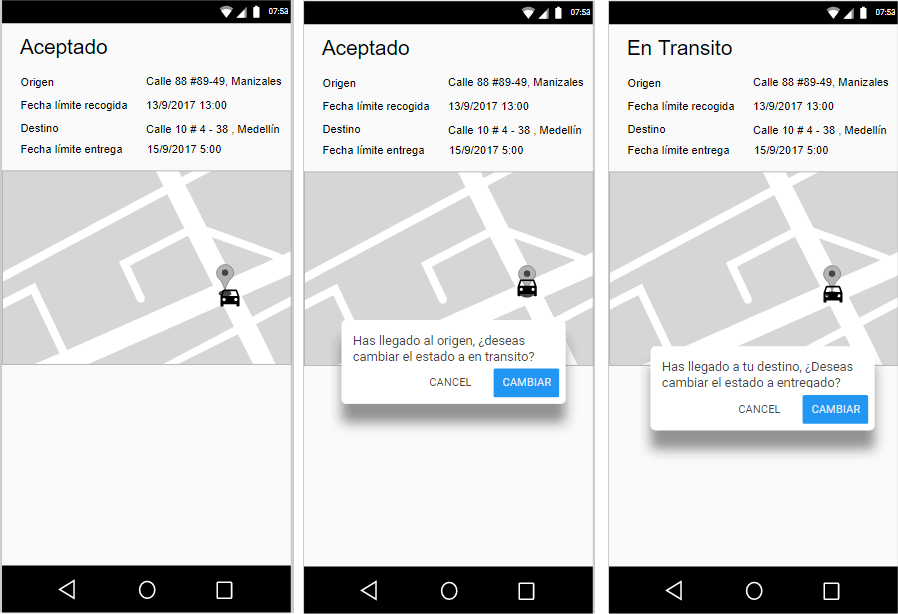 07:53
Aceptado
Origen Calle 88 #89-49, Manizales
Fecha límite recogida 13/9/2017 13:00
Destino Calle 10 # 4 - 38 , Medellín
Fecha límite entrega 15/9/2017 5:00
07:53
Aceptado
Origen Calle 88 #89-49, Manizales
Fecha límite recogida 13/9/2017 13:00
Destino Calle 10 # 4 - 38 , Medellín
Fecha límite entrega 15/9/2017 5:00
Has llegado al origen, ¿deseas
cambiar el estado a en transito?
CANCEL CAMBIAR
07:53
En Transito
Origen Calle 88 #89-49, Manizales
Fecha límite recogida 13/9/2017 13:00
Destino Calle 10 # 4 - 38 , Medellín
Fecha límite entrega 15/9/2017 5:00
Has llegado a tu destino, ¿Deseas
cambiar el estado a entregado?
CANCEL CAMBIAR